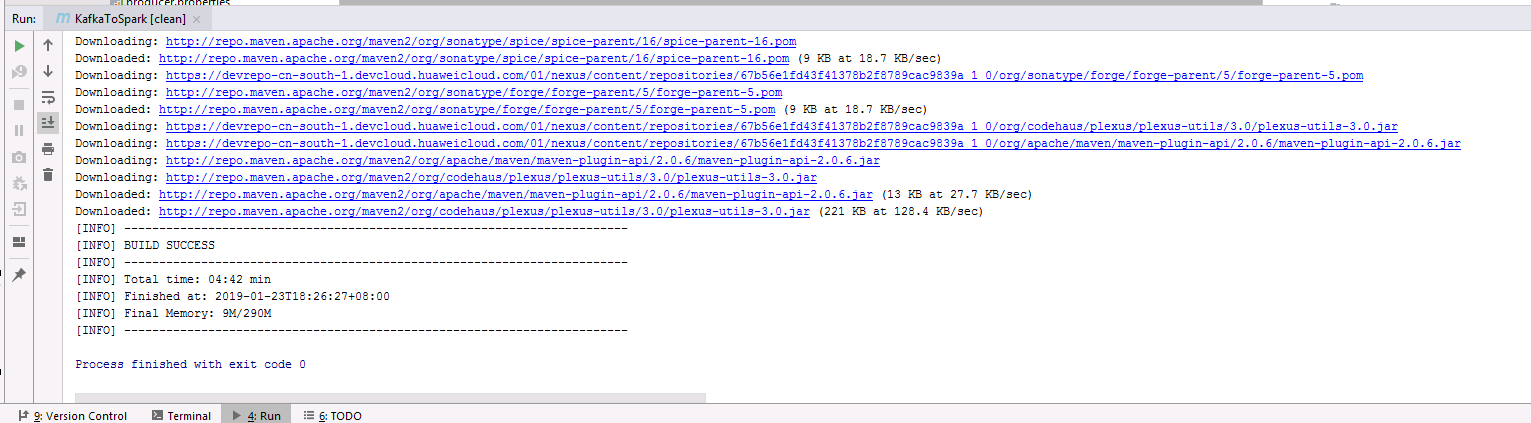 producer.properties
Run: KafkaToSpark [clean]
Downloading: http://repo.maven.apache.org/maven2/org/sonatype/spice/spice-parent/16/spice-parent-16.pom
Downloaded: http://repo.maven.apache.org/maven2/org/sonatype/spice/spice-parent/16/spice-parent-16.pom (9 KB at 18.7 KB/sec)
Downloading: https://devrepo-cn-south-1.devcloud.huaweicloud.com/01/nexus/content/repositories/67b56e1fd43f41378b2f8789cac9839a_1_0/org/sonatype/forge/forge-parent/5/forge-parent-5.pom
Downloading: http://repo.maven.apache.org/maven2/org/sonatype/forge/forge-parent/5/forge-parent-5.pom
Downloaded: http://repo.maven.apache.org/maven2/org/sonatype/forge/forge-parent/5/forge-parent-5.pom (9 KB at 18.7 KB/sec)
Downloading: https://devrepo-cn-south-1.devcloud.huaweicloud.com/01/nexus/content/repositories/67b56e1fd43f41378b2f8789cac9839a_1_0/org/codehaus/plexus/plexus-utils/3.0/plexus-utils-3.0.jar
Downloading: https://devrepo-cn-south-1.devcloud.huaweicloud.com/01/nexus/content/repositories/67b56e1fd43f41378b2f8789cac9839a_1_0/org/apache/maven/maven-plugin-api/2.0.6/maven-plugin-api-2.0.6.jar
Downloading: http://repo.maven.apache.org/maven2/org/apache/maven/maven-plugin-api/2.0.6/maven-plugin-api-2.0.6.jar
Downloading: http://repo.maven.apache.org/maven2/org/codehaus/plexus/plexus-utils/3.0/plexus-utils-3.0.jar
Downloaded: http://repo.maven.apache.org/maven2/org/apache/maven/maven-plugin-api/2.0.6/maven-plugin-api-2.0.6.jar (13 KB at 27.7 KB/sec)
Downloaded: http://repo.maven.apache.org/maven2/org/codehaus/plexus/plexus-utils/3.0/plexus-utils-3.0.jar (221 KB at 128.4 KB/sec)
[INFO] ------------------------------------------------------------------------
[INFO] BUILD SUCCESS
[INFO] ------------------------------------------------------------------------
[INFO] Total time: 04:42 min
[INFO] Finished at: 2019-01-23T18:26:27+08:00
[INFO] Final Memory: 9M/290M
[INFO] ------------------------------------------------------------------------
Process finished with exit code 0
9: Version Control Terminal 4: Run 6: TODO